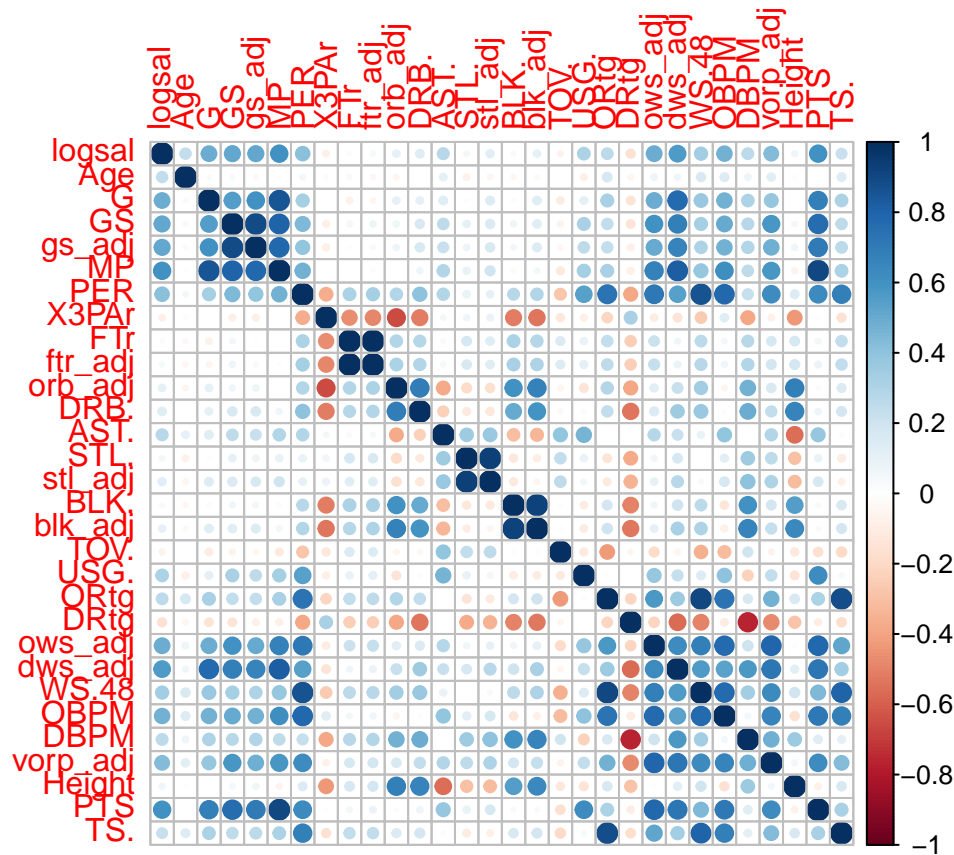 logsal
Age
G
GS
gs_adj
MP
PER
X3PAr
FTr
ftr_adj
orb_adj
DRB.
AST.
STL.
stl_adj
BLK.
blk_adj
TOV.
USG.
ORtg
DRtg
ows_adj
dws_adj
WS.48
OBPM
DBPM
vorp_adj
Height
PTS
TS.
logsal
Age
G
GS
gs_adj
MP
PER
X3PAr
FTr
ftr_adj
orb_adj
DRB.
AST.
STL.
stl_adj
BLK.
blk_adj
TOV.
USG.
ORtg
DRtg
ows_adj
dws_adj
WS.48
OBPM
DBPM
vorp_adj
Height
PTS
TS.
1
0.8
0.6
0.4
0.2
0
−0.2
−0.4
−0.6
−0.8
−1